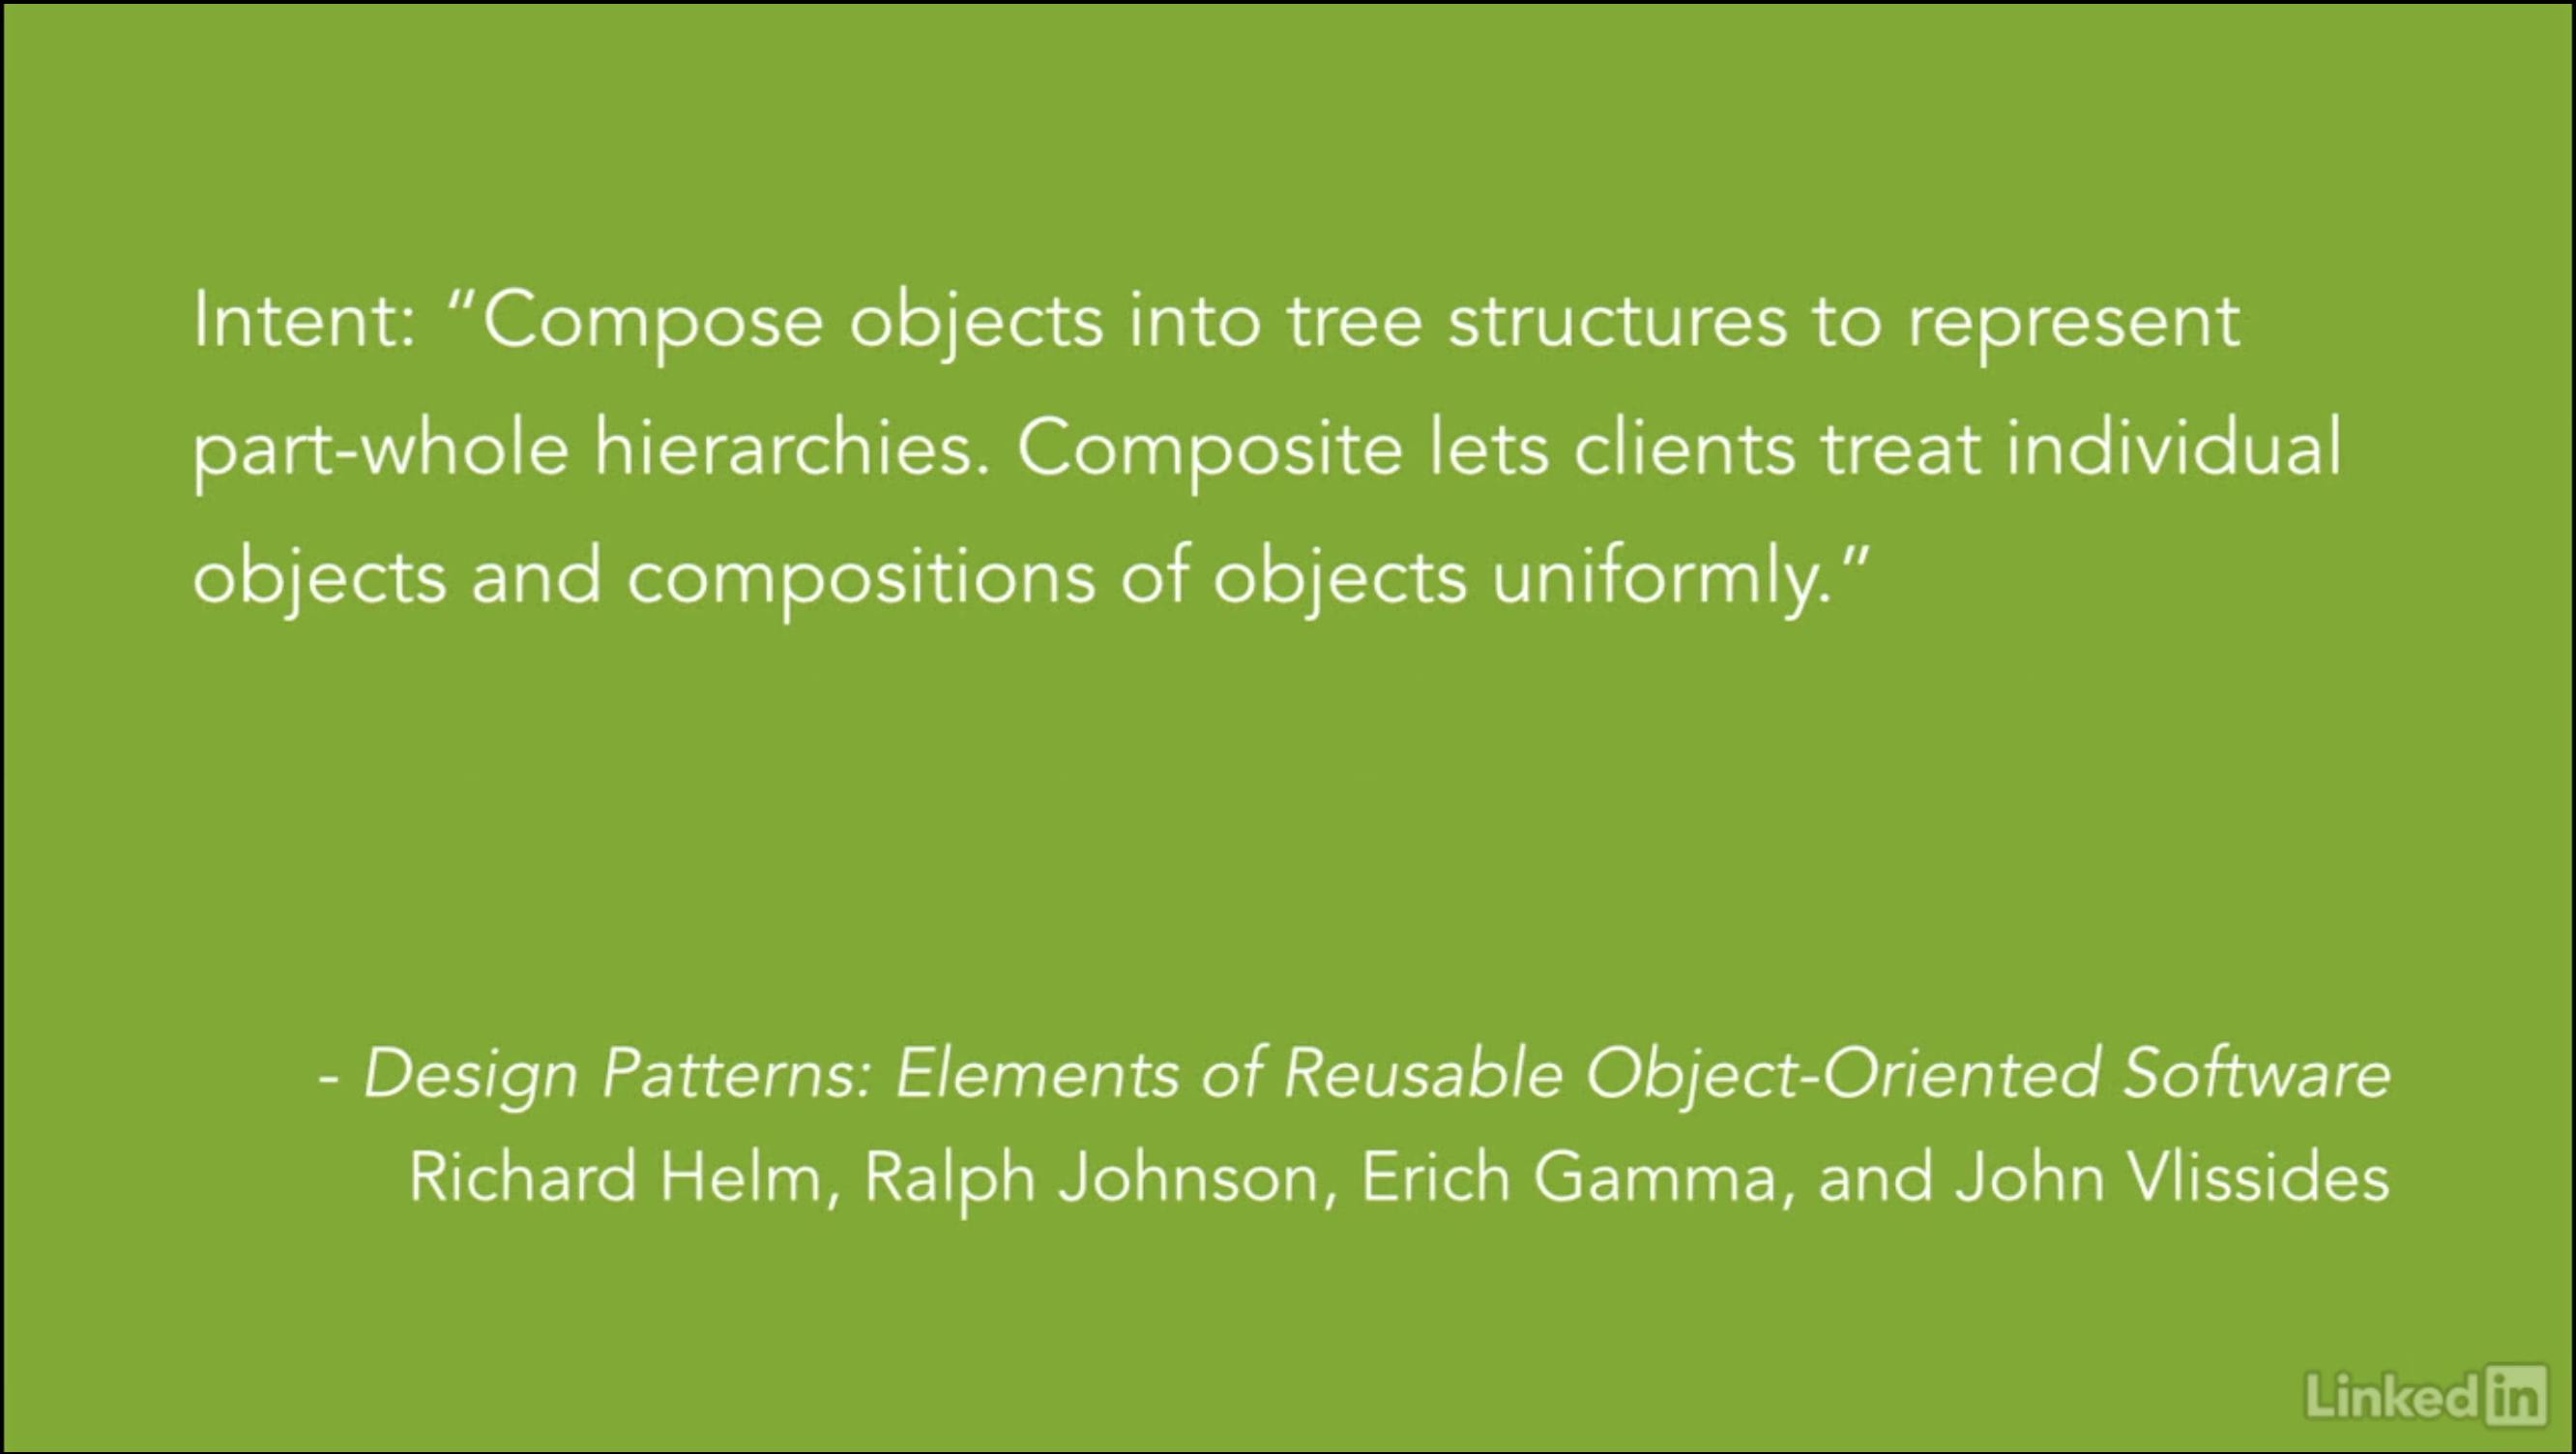 Intent: “Compose objects into tree structures to represent
part-whole hierarchies. Composite lets clients treat individual
objects and compositions of objects uniformly.”
- Design Patterns: Elements of Reusable Object-Oriented Software
Richard Helm, Ralph Johnson, Erich Gamma, and John Vlissides
Linked in